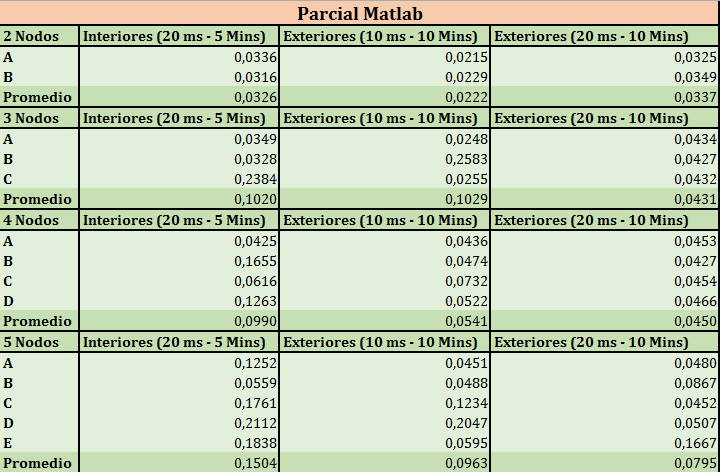 Parcial Matlab
2 Nodos Interiores (20 ms - 5 Mins) Exteriores (10 ms - 10 Mins) Exteriores (20 ms - 10 Mins)
A 0,0336 0,0215 0,0325
B 0,0316 0,0229 0,0349
Promedio 0,0326 0,0222 0,0337
3 Nodos Interiores (20 ms - 5 Mins) Exteriores (10 ms - 10 Mins) Exteriores (20 ms - 10 Mins)
A 0,0349 0,0248 0,0434
B 0,0328 0,2583 0,0427
C 0,2384 0,0255 0,0432
Promedio 0,1020 0,1029 0,0431
4 Nodos Interiores (20 ms - 5 Mins) Exteriores (10 ms - 10 Mins) Exteriores (20 ms - 10 Mins)
A 0,0425 0,0436 0,0453
B 0,1655 0,0474 0,0427
C 0,0616 0,0732 0,0454
D 0,1263 0,0522 0,0466
Promedio 0,0990 0,0541 0,0450
5 Nodos Interiores (20 ms - 5 Mins) Exteriores (10 ms - 10 Mins) Exteriores (20 ms - 10 Mins)
A 0,1252 0,0451 0,0480
B 0,0559 0,0488 0,0867
C 0,1761 0,1234 0,0452
D 0,2112 0,2047 0,0507
E 0,1838 0,0595 0,1667
Promedio 0,1504 0,0963 0,0795